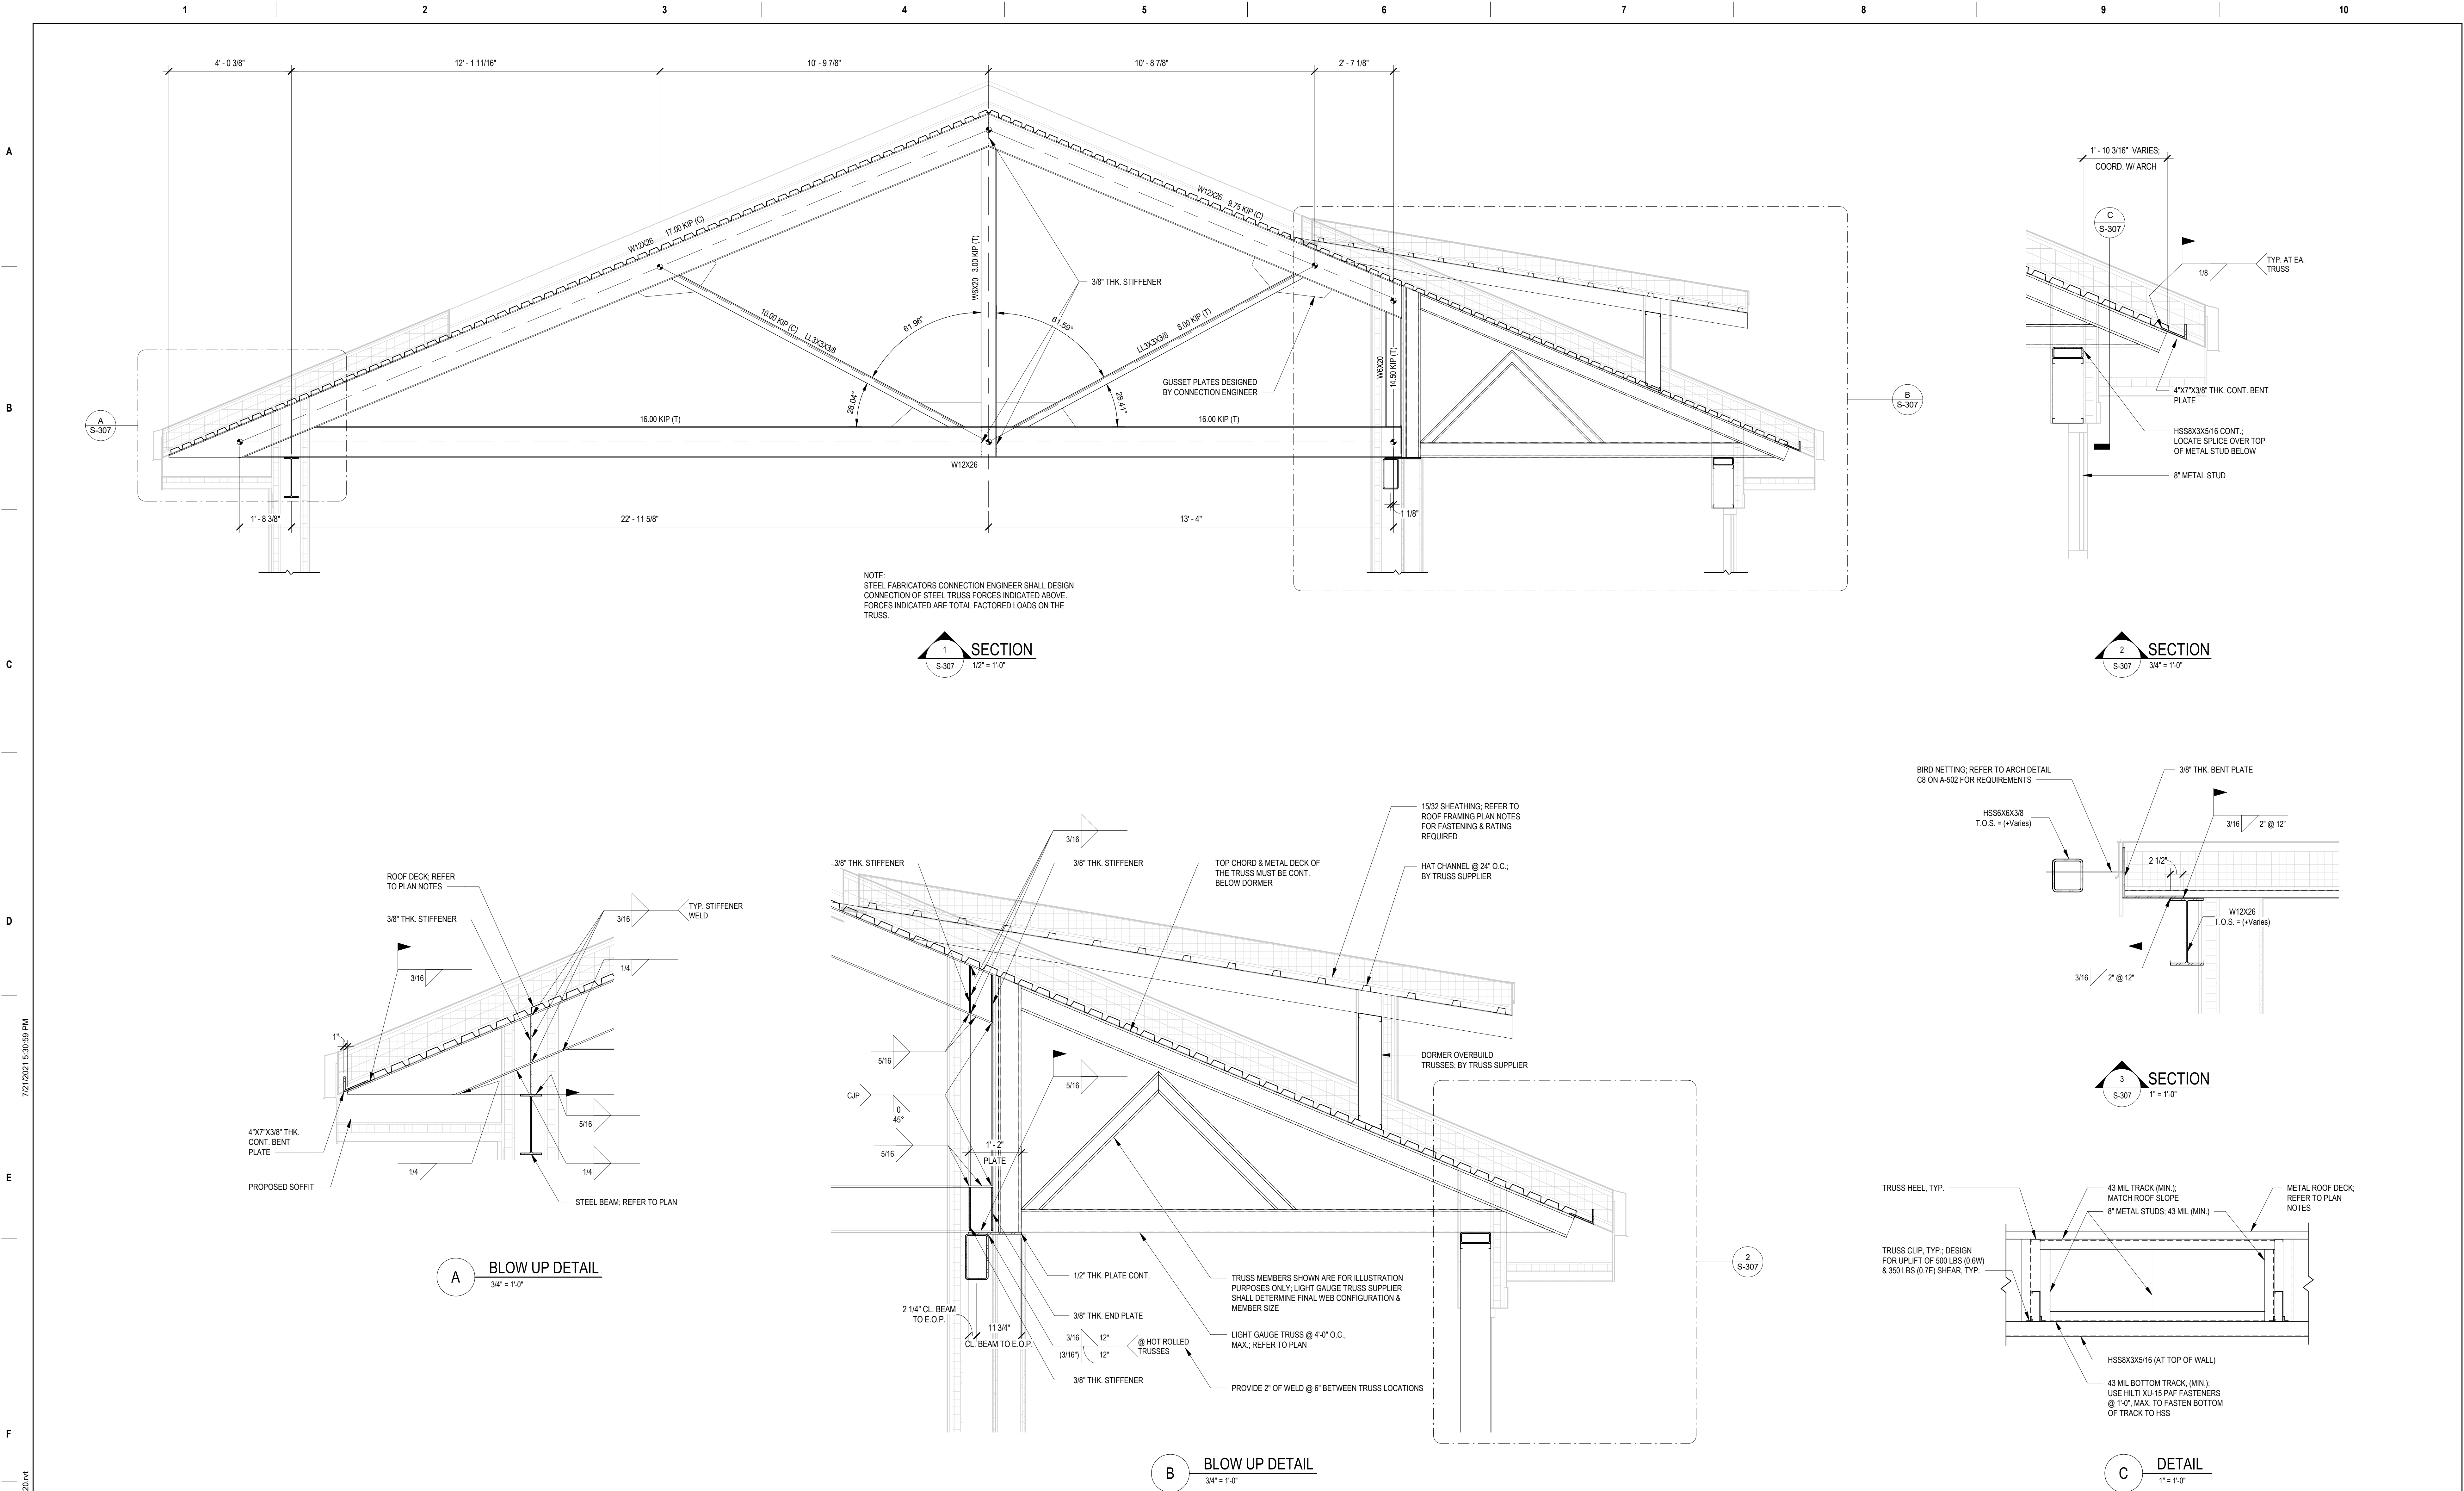 1 2 3 4 5 6 7 8 9 10
A
B
C
D
E
F
4' - 0 3/8"
12' - 1 11/16"
10' - 9 7/8"
10' - 8 7/8"
2' - 7 1/8"
W12X26 17.00 KIP (C)
W12X26 9.75 KIP (C)
W6X20 3.00 KIP (T)
3/8" THK. STIFFENER
10.00 KIP (C) LL3X3X3/8
61.96°
61.59°
LL3X3X3/8 8.00 KIP (T)
28.04°
28.41°
GUSSET PLATES DESIGNED
BY CONNECTION ENGINEER
W6X20
14.50 KIP (T)
16.00 KIP (T)
16.00 KIP (T)
W12X26
A
S-307
B
S-307
1' - 8 3/8"
22' - 11 5/8"
13' - 4"
1 1/8"
NOTE:
STEEL FABRICATORS CONNECTION ENGINEER SHALL DESIGN
CONNECTION OF STEEL TRUSS FORCES INDICATED ABOVE.
FORCES INDICATED ARE TOTAL FACTORED LOADS ON THE
TRUSS.
1
S-307
SECTION
1/2" = 1'-0"
1' - 10 3/16" VARIES;
COORD. W/ ARCH
C
S-307
1/8
TYP. AT EA.
TRUSS
4"X7"X3/8" THK. CONT. BENT
PLATE
HSS8X3X5/16 CONT.;
LOCATE SPLICE OVER TOP
OF METAL STUD BELOW
8" METAL STUD
2
S-307
SECTION
3/4" = 1'-0"
ROOF DECK; REFER
TO PLAN NOTES
3/8" THK. STIFFENER
3/16
TYP. STIFFENER
WELD
3/16
1/4
1"
4"X7"X3/8" THK.
CONT. BENT
PLATE
5/16
1/4
1/4
PROPOSED SOFFIT
STEEL BEAM; REFER TO PLAN
A
BLOW UP DETAIL
3/4" = 1'-0"
3/16
3/8" THK. STIFFENER
3/8" THK. STIFFENER
TOP CHORD & METAL DECK OF
THE TRUSS MUST BE CONT.
BELOW DORMER
15/32 SHEATHING; REFER TO
ROOF FRAMING PLAN NOTES
FOR FASTENING & RATING
REQUIRED
HAT CHANNEL @ 24" O.C.;
BY TRUSS SUPPLIER
5/16
5/16
CJP
0
45°
5/16
1' - 2"
PLATE
DORMER OVERBUILD
TRUSSES; BY TRUSS SUPPLIER
2
S-307
1/2" THK. PLATE CONT.
2 1/4" CL. BEAM
TO E.O.P.
11 3/4"
CL. BEAM TO E.O.P.
3/8" THK. END PLATE
3/16 12"
(3/16") 12"
@ HOT ROLLED
TRUSSES
3/8" THK. STIFFENER
TRUSS MEMBERS SHOWN ARE FOR ILLUSTRATION
PURPOSES ONLY; LIGHT GAUGE TRUSS SUPPLIER
SHALL DETERMINE FINAL WEB CONFIGURATION &
MEMBER SIZE
LIGHT GAUGE TRUSS @ 4'-0" O.C.,
MAX.; REFER TO PLAN
PROVIDE 2" OF WELD @ 6" BETWEEN TRUSS LOCATIONS
B
BLOW UP DETAIL
3/4" = 1'-0"
BIRD NETTING; REFER TO ARCH DETAIL
C8 ON A-502 FOR REQUIREMENTS
3/8" THK. BENT PLATE
HSS6X6X3/8
T.O.S. = (+Varies)
3/16 2" @ 12"
2 1/2"
W12X26
T.O.S. = (+Varies)
3/16 2" @ 12"
3
S-307
SECTION
1" = 1'-0"
TRUSS HEEL, TYP.
43 MIL TRACK (MIN.);
MATCH ROOF SLOPE
8" METAL STUDS; 43 MIL (MIN.)
METAL ROOF DECK;
REFER TO PLAN
NOTES
TRUSS CLIP, TYP.; DESIGN
FOR UPLIFT OF 500 LBS (0.6W)
& 350 LBS (0.7E) SHEAR, TYP.
HSS8X3X5/16 (AT TOP OF WALL)
43 MIL BOTTOM TRACK, (MIN.);
USE HILTI XU-15 PAF FASTENERS
@ 1'-0", MAX. TO FASTEN BOTTOM
OF TRACK TO HSS
C
DETAIL
1" = 1'-0"
7/21/2021 5:30:59 PM
20.rvt